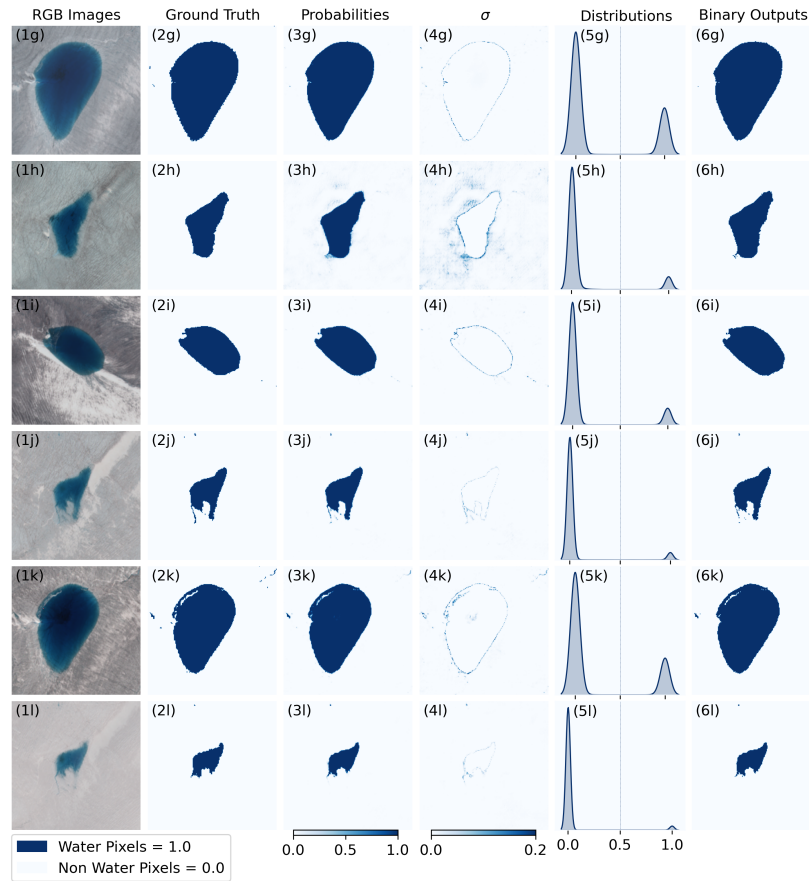 RGB Images Ground Truth Probabilities σ Distributions Binary Outputs
(1g) (2g) (3g) (4g) (5g) (6g)
(1h) (2h) (3h) (4h) (5h) (6h)
(1i) (2i) (3i) (4i) (5i) (6i)
(1j) (2j) (3j) (4j) (5j) (6j)
(1k) (2k) (3k) (4k) (5k) (6k)
(1l) (2l) (3l) (4l) (5l) (6l)
Water Pixels = 1.0
Non Water Pixels = 0.0
0.0 0.5 1.0
0.0 0.2
0.0 0.5 1.0